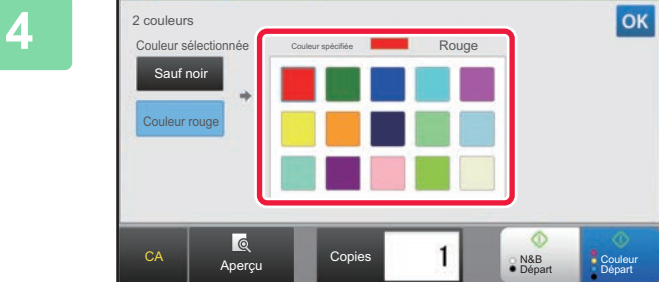 4
2 couleurs
OK
Couleur sélectionnée
Couleur spécifiée
Rouge
Sauf noir
Couleur rouge
CA
Aperçu
Copies
1
N&B
Départ
Couleur
Départ